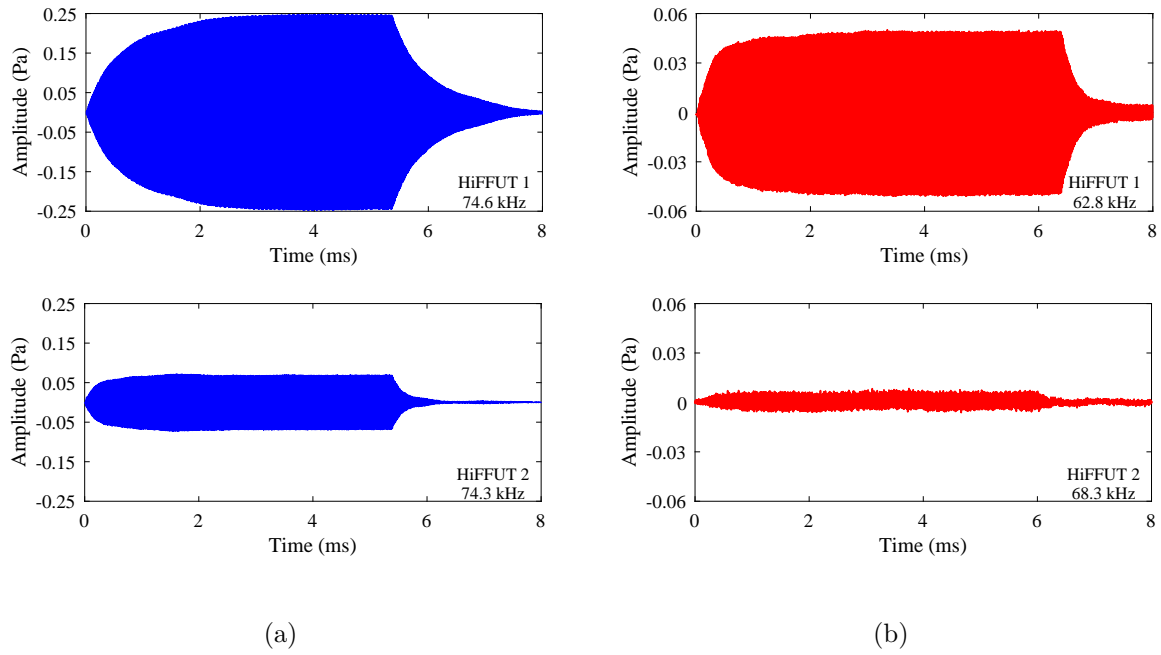 0.25
0.15
0.05
-0.05
-0.15
-0.25
Amplitude (Pa)
HiFFUT 1
74.6 kHz
0 2 4 6 8
Time (ms)
0.06
0.03
0
-0.03
-0.06
Amplitude (Pa)
HiFFUT 1
62.8 kHz
0 2 4 6 8
Time (ms)
0.25
0.15
0.05
-0.05
-0.15
-0.25
Amplitude (Pa)
HiFFUT 2
74.3 kHz
0 2 4 6 8
Time (ms)
0.06
0.03
0
-0.03
-0.06
Amplitude (Pa)
HiFFUT 2
68.3 kHz
0 2 4 6 8
Time (ms)
(a)
(b)